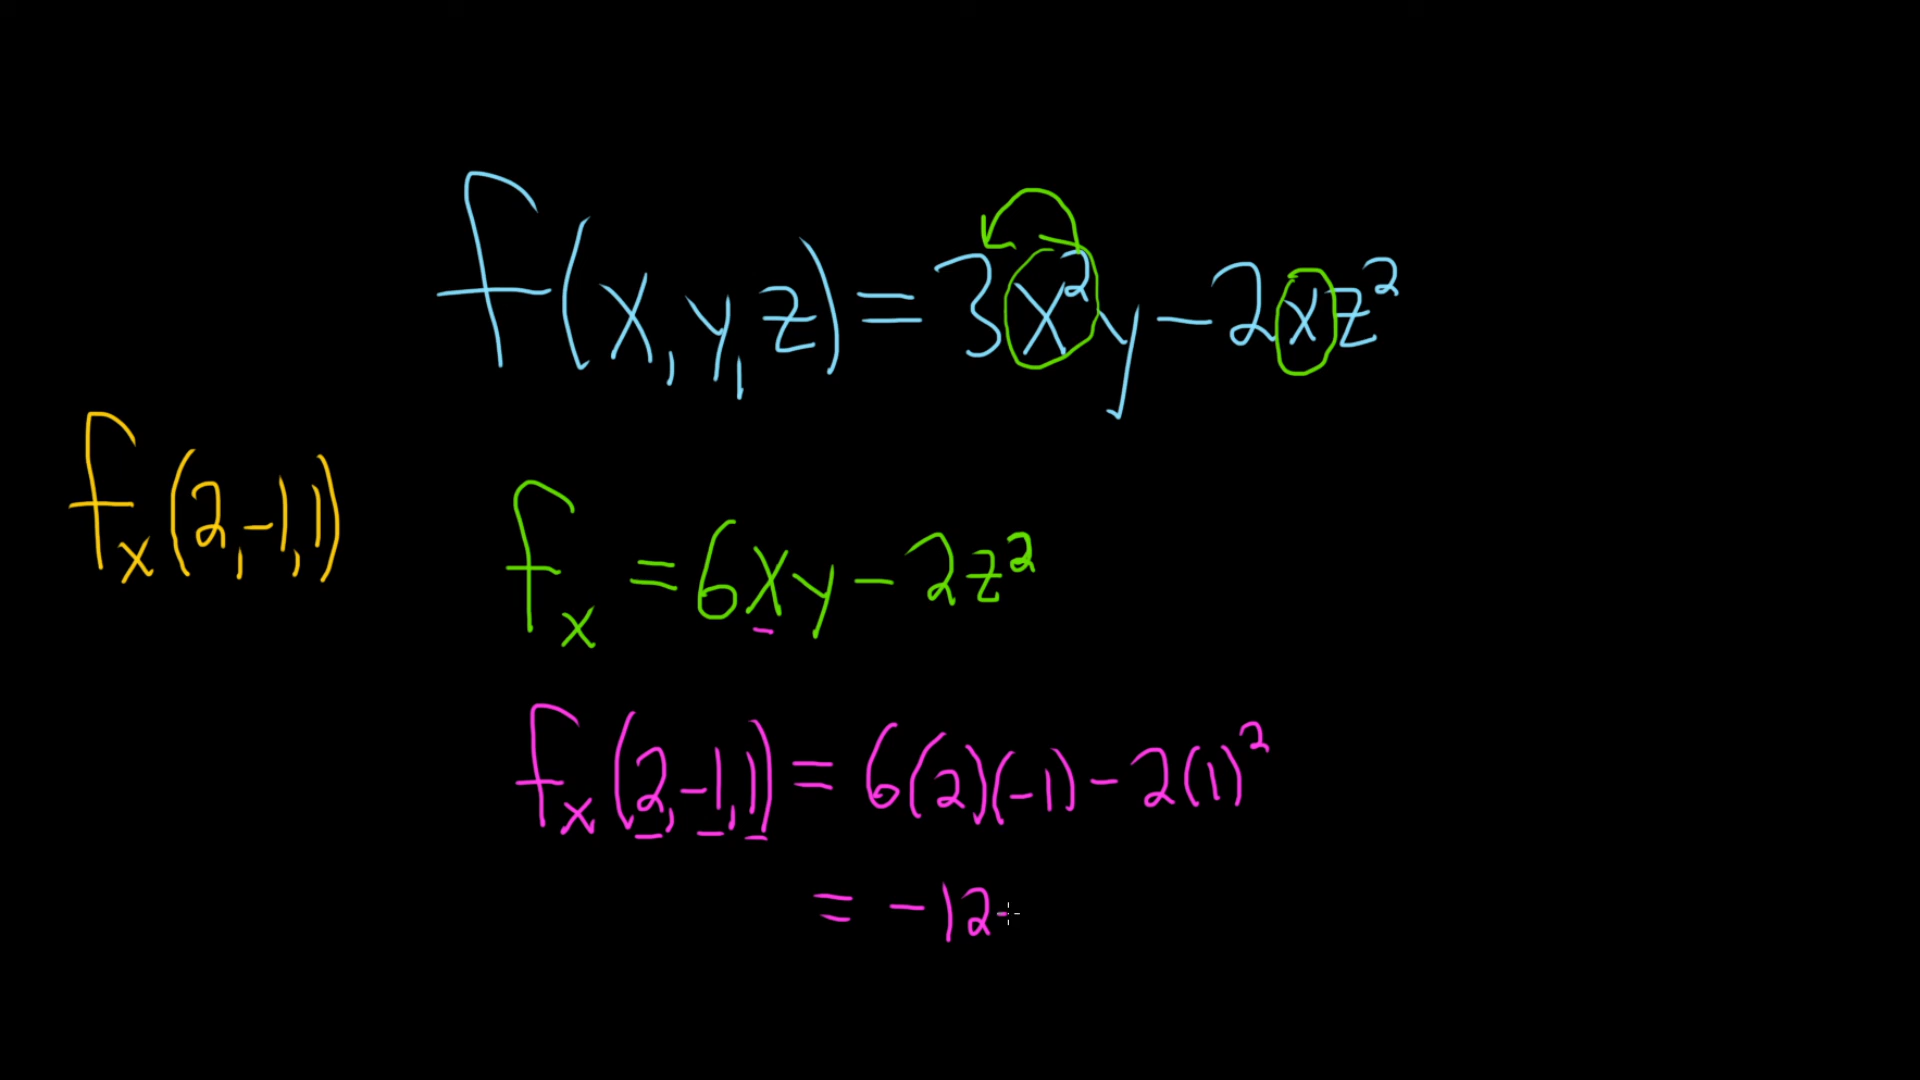 f(x,y,z)=3x²y-2xz²
fₓ(2,-1,1)
fₓ=6xy-2z²
fₓ(2,-1,1)=6(2)(-1)-2(1)²
=-12-